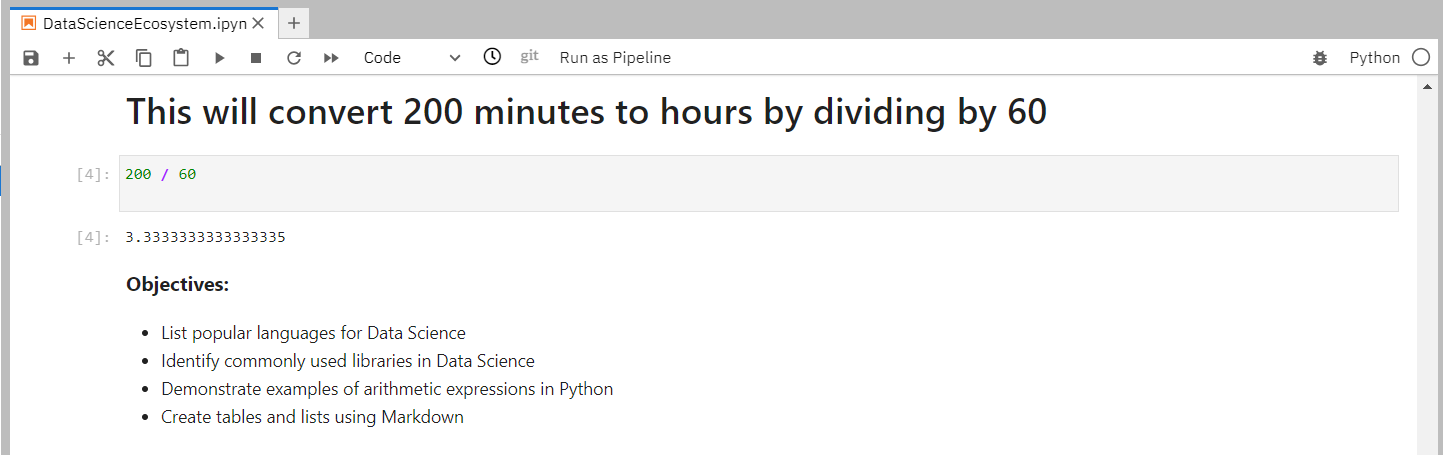 DataScienceEcosystem.ipyn
Code git Run as Pipeline Python
This will convert 200 minutes to hours by dividing by 60
[4]: 200 / 60
[4]: 3.3333333333333335
Objectives:
• List popular languages for Data Science
• Identify commonly used libraries in Data Science
• Demonstrate examples of arithmetic expressions in Python
• Create tables and lists using Markdown